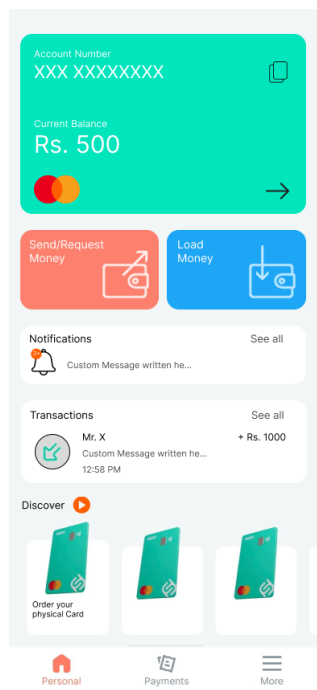 Account Number
XXX XXXXXXXX
Current Balance
Rs. 500
Send/Request
Money
Load
Money
Notifications
See all
Custom Message written he...
Transactions
See all
Mr. X
+ Rs. 1000
Custom Message written he...
12:58 PM
Discover
Order your
physical Card
Personal
Payments
More